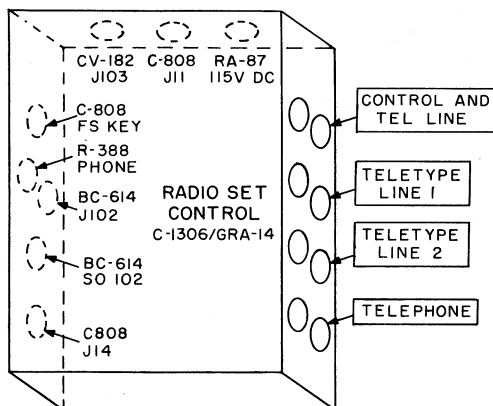 CV-182 C-808 RA-87
J103 J11 115V DC
C-808
FS KEY
R-388
PHONE
BC-614
J102
BC-614
SO 102
C808
J14
RADIO SET
CONTROL
C-1306/GRA-14
CONTROL AND
TEL LINE
TELETYPE
LINE 1
TELETYPE
LINE 2
TELEPHONE